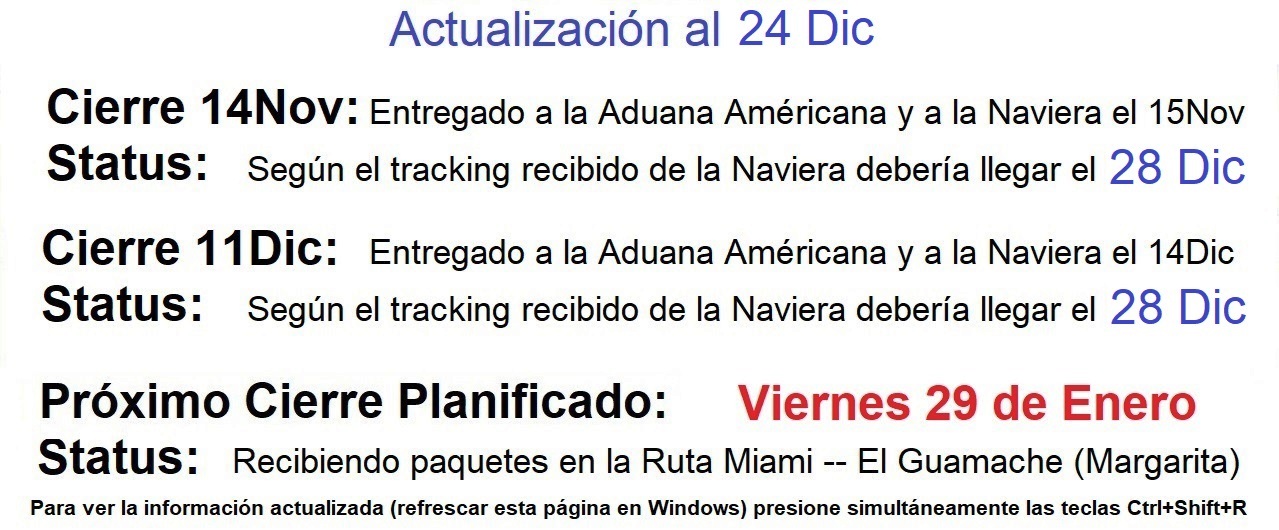 Actualización al 24 Dic
Cierre 14Nov: Entregado a la Aduana Américana y a la Naviera el 15Nov
Status: Según el tracking recibido de la Naviera debería llegar el 28 Dic
Cierre 11Dic: Entregado a la Aduana Américana y a la Naviera el 14Dic
Status: Según el tracking recibido de la Naviera debería llegar el 28 Dic
Próximo Cierre Planificado: Viernes 29 de Enero
Status: Recibiendo paquetes en la Ruta Miami -- El Guamache (Margarita)
Para ver la información actualizada (refrescar esta página en Windows) presione simultáneamente las teclas Ctrl+Shift+R